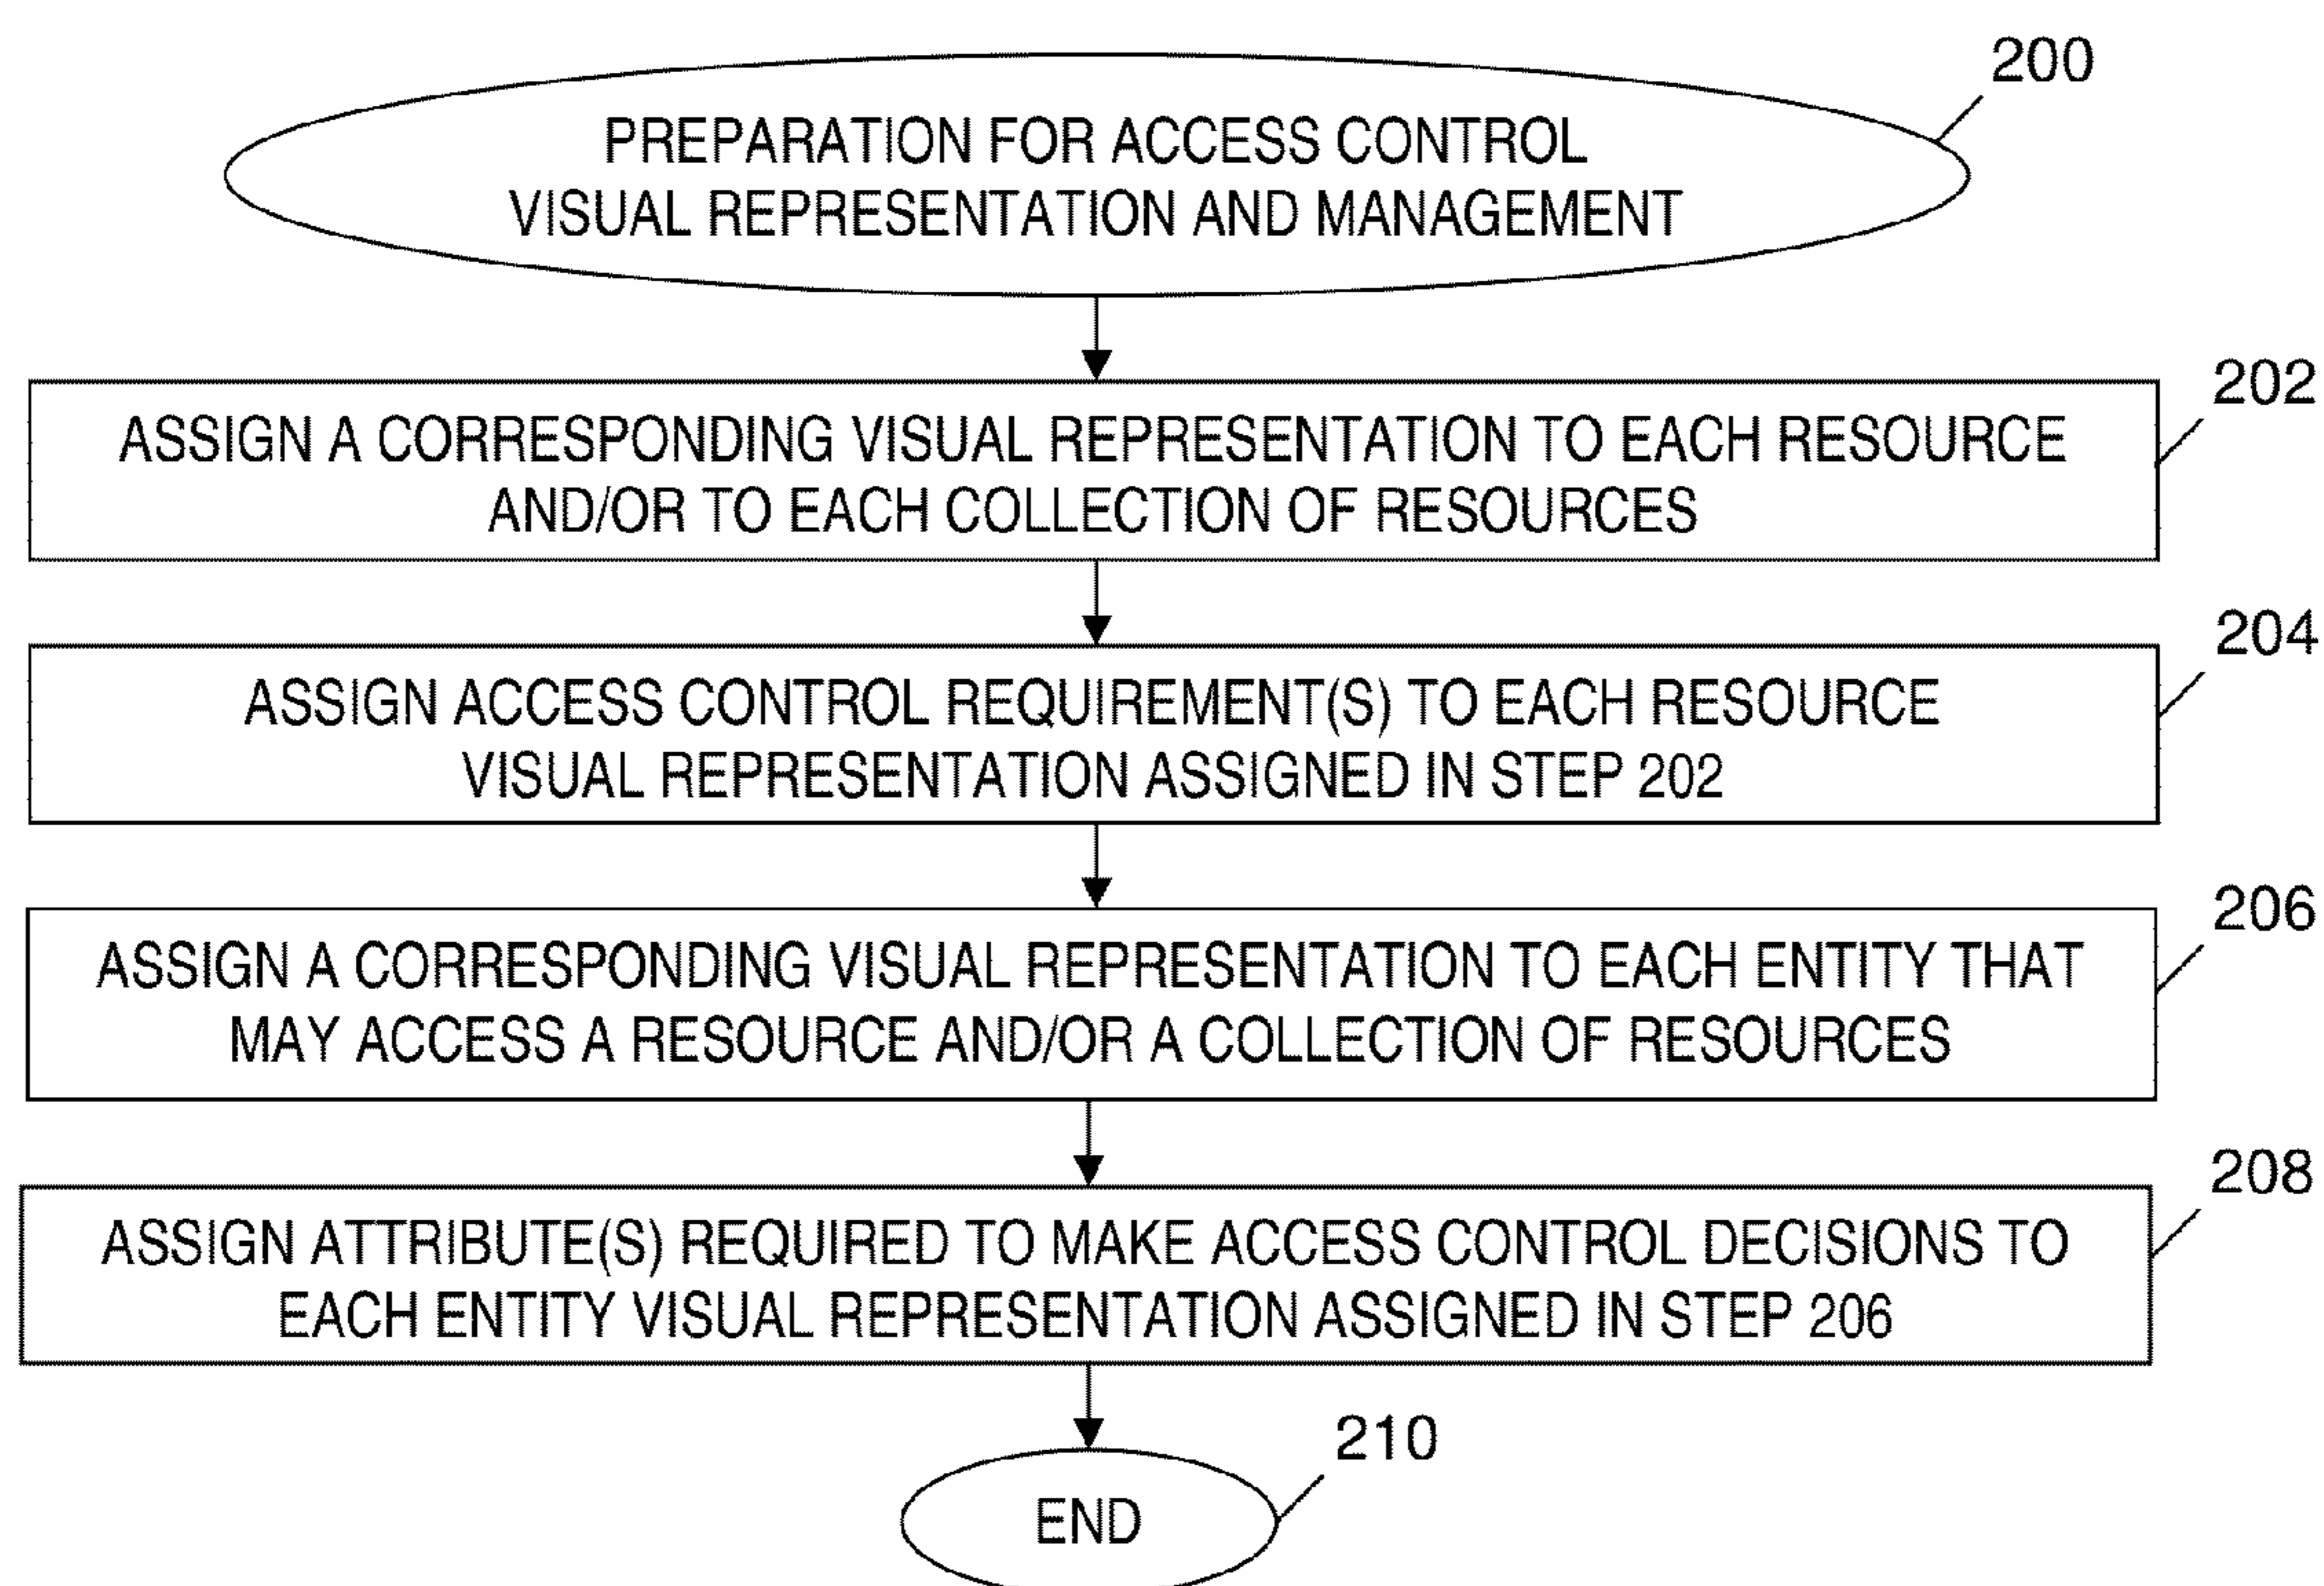 200
PREPARATION FOR ACCESS CONTROL
VISUAL REPRESENTATION AND MANAGEMENT
202
ASSIGN A CORRESPONDING VISUAL REPRESENTATION TO EACH RESOURCE
AND/OR TO EACH COLLECTION OF RESOURCES
204
ASSIGN ACCESS CONTROL REQUIREMENT(S) TO EACH RESOURCE
VISUAL REPRESENTATION ASSIGNED IN STEP 202
206
ASSIGN A CORRESPONDING VISUAL REPRESENTATION TO EACH ENTITY THAT
MAY ACCESS A RESOURCE AND/OR A COLLECTION OF RESOURCES
208
ASSIGN ATTRIBUTE(S) REQUIRED TO MAKE ACCESS CONTROL DECISIONS TO
EACH ENTITY VISUAL REPRESENTATION ASSIGNED IN STEP 206
210
END